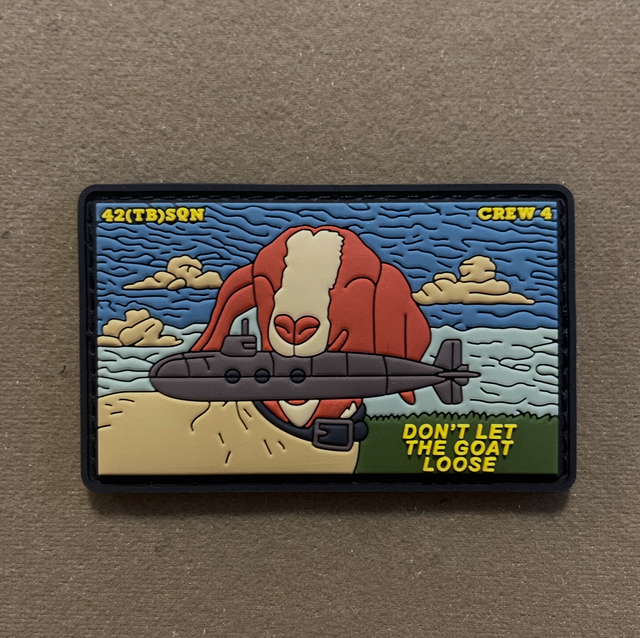 42(TB)SQN
CREW 4
DON'T LET
THE GOAT
LOOSE